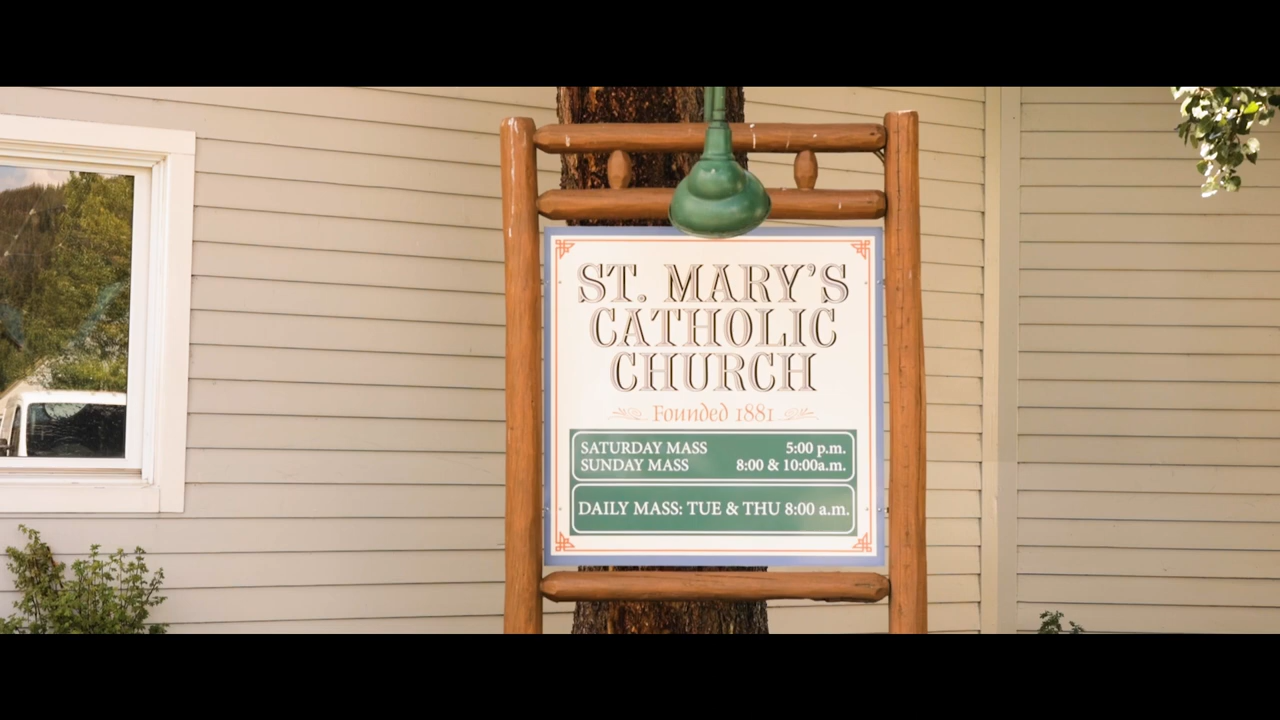 ST. MARY'S
CATHOLIC
CHURCH
Founded 1881
SATURDAY MASS 5:00 p.m.
SUNDAY MASS 8:00 & 10:00a.m.
DAILY MASS: TUE & THU 8:00 a.m.